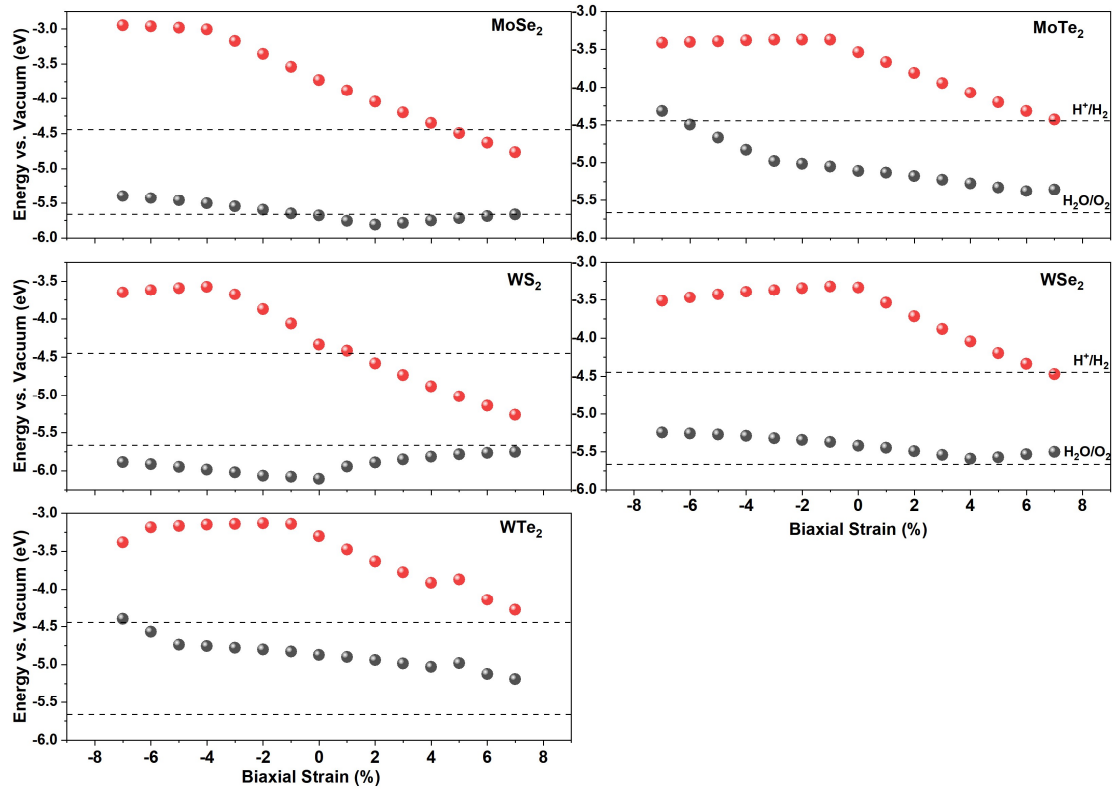 MoSe₂
Energy vs. Vacuum (eV)
-3.0
-3.5
-4.0
-4.5
-5.0
-5.5
-6.0
MoTe₂
-3.0
-3.5
-4.0
-4.5
-5.0
-5.5
-6.0
H⁺/H₂
H₂O/O₂
WS₂
Energy vs. Vacuum (eV)
-3.5
-4.5
-5.0
-5.5
-6.0
WSe₂
-3.0
-3.5
-4.0
-4.5
-5.0
-5.5
-6.0
H⁺/H₂
H₂O/O₂
-8 -6 -4 -2 0 2 4 6 8
Biaxial Strain (%)
WTe₂
Energy vs. Vacuum (eV)
-3.0
-3.5
-4.0
-4.5
-5.0
-5.5
-6.0
-8 -6 -4 -2 0 2 4 6 8
Biaxial Strain (%)